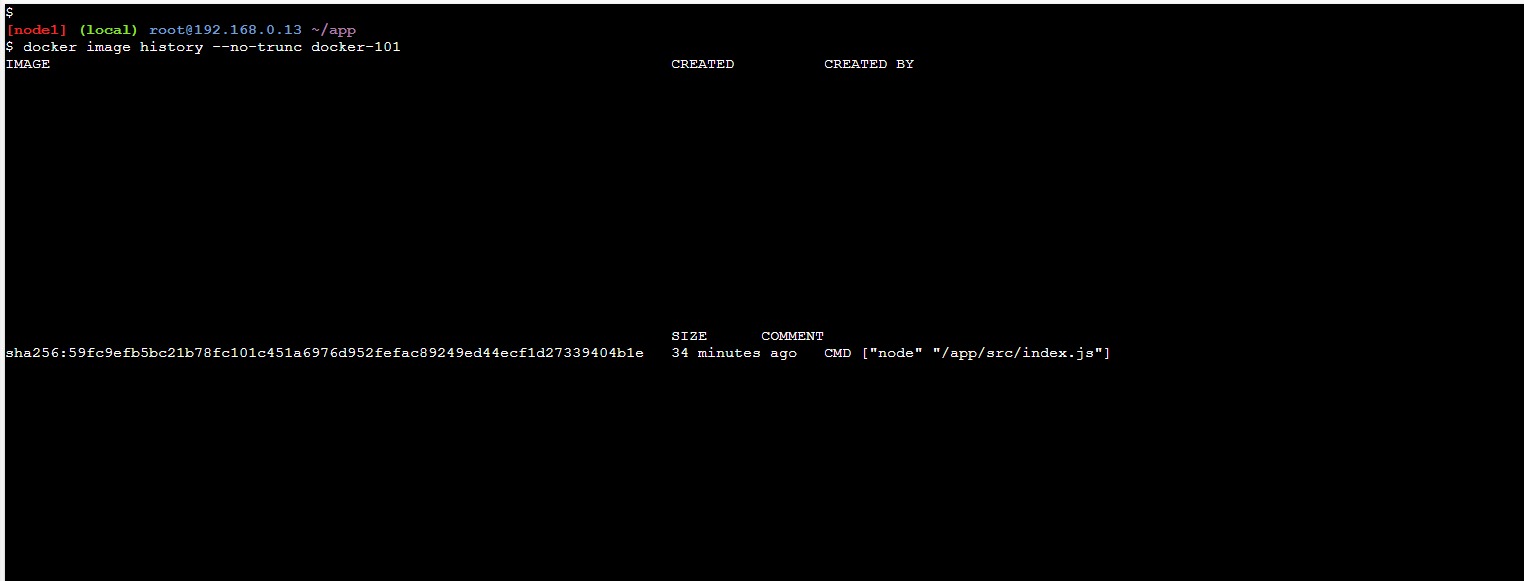 $
[node1] (local) root@192.168.0.13 ~/app
$ docker image history --no-trunc docker-101
IMAGE CREATED CREATED BY
SIZE COMMENT
sha256:59fc9efb5bc21b78fc101c451a6976d952fefac89249ed44ecf1d27339404b1e 34 minutes ago CMD ["node" "/app/src/index.js"]